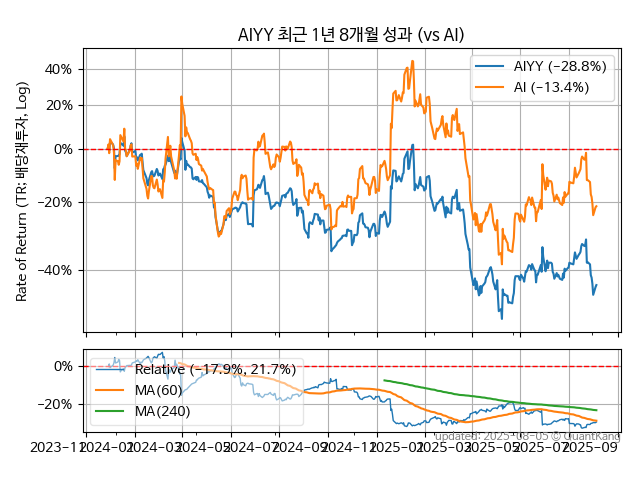 AIYY 최근 1년 8개월 성과 (vs AI)
Rate of Return (TR: 배당재투자, Log)
40%
20%
0%
−20%
−40%
AIYY (−28.8%)
AI (−13.4%)
0%
−20%
Relative (−17.9%, 21.7%)
MA(60)
MA(240)
2023-11
2024-01
2024-03
2024-05
2024-07
2024-09
2024-11
2025-01
2025-03
2025-05
2025-07
2025-09
updated: 2025-08-05 © QuantKang